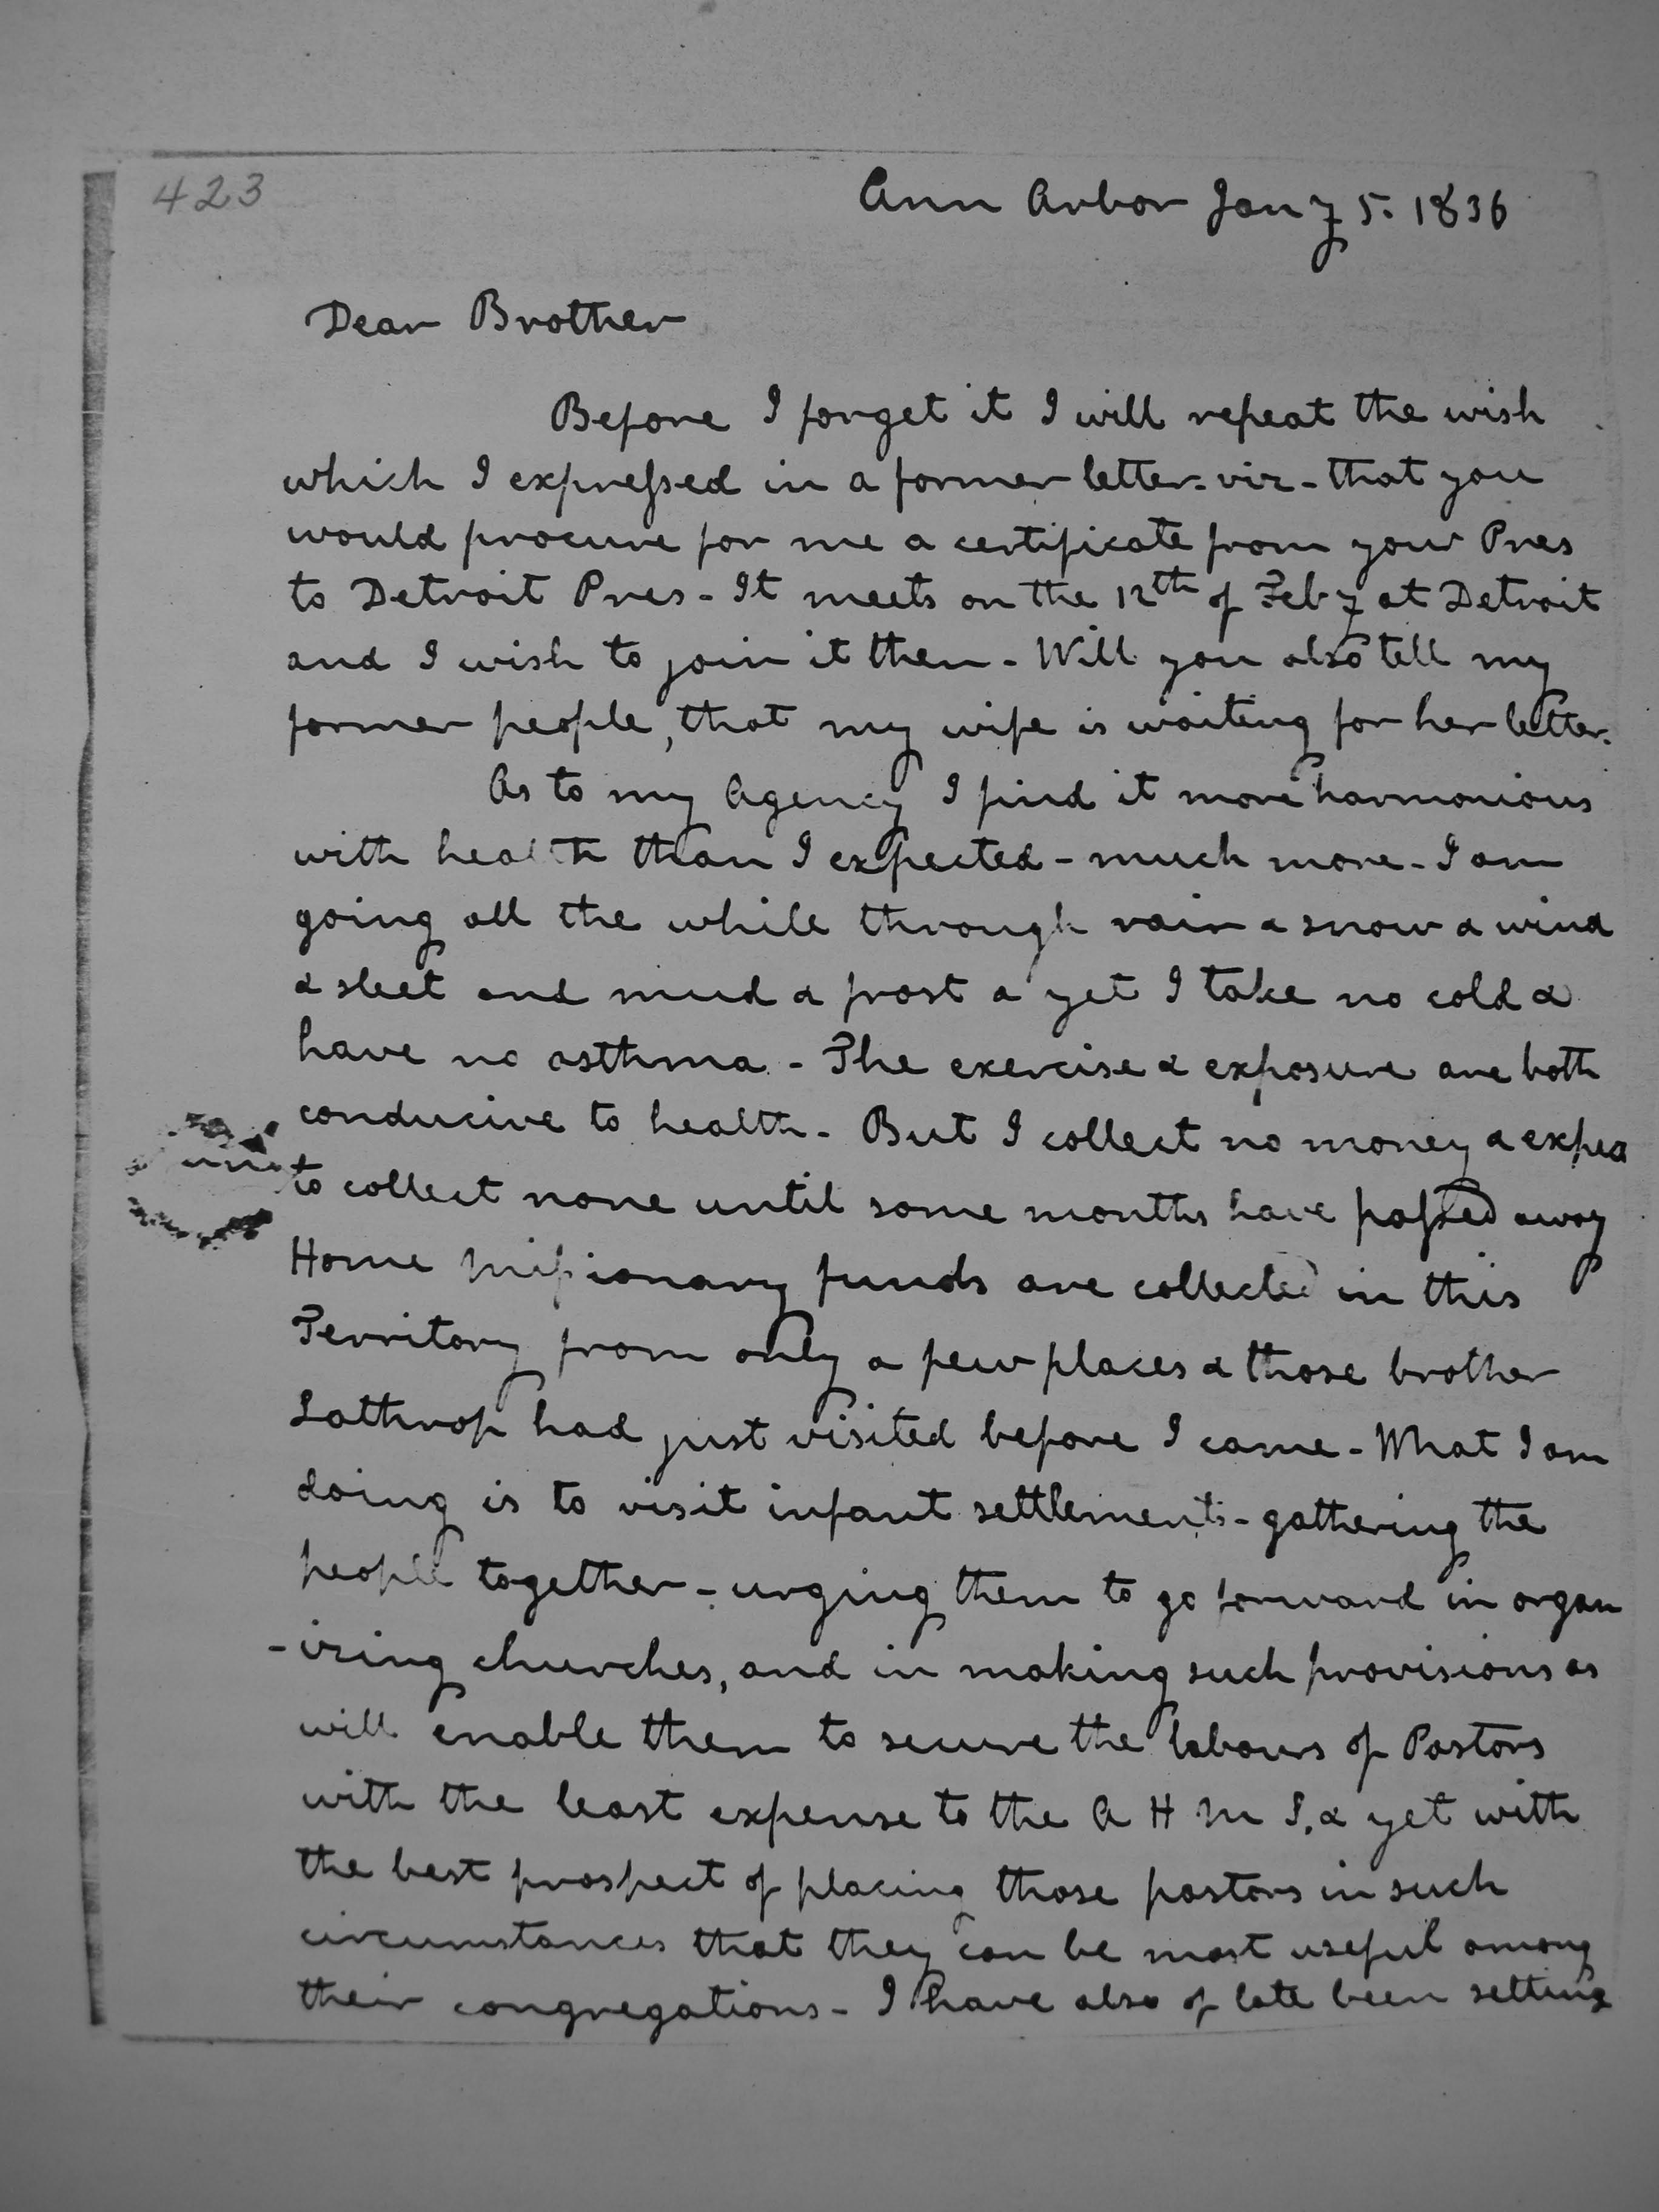 423
Ann Arbor Jany 5. 1836
Dear Brother
Before I forget it I will repeat the wish
which I expressed in a former letter - viz - that you
would procure for me a certificate from your Pres
to Detroit Pres - It meets on the 12th of Feby at Detroit
and I wish to join it then - Will you also tell my
former people, that my wife is waiting for her letter.
As to my Agency I find it more harmonious
with health than I expected - much more - I am
going all the while through rain & snow & wind
& sleet and mud & frost & yet I take no cold &
have no asthma - The exercise & exposure are both
conducive to health - But I collect no money & expect
to collect none until some months have passed away
Home Missionary funds are collected in this
Territory from only a few places & those brother
Lathrop had just visited before I came - What I am
doing is to visit infant settlements - gathering the
people together - urging them to go forward in organ
-izing churches, and in making such provisions as
will enable them to secure the labours of Pastors
with the least expense to the A H M S. & yet with
the best prospect of placing those pastors in such
circumstances that they can be most useful among
their congregations - I have also of late been setting